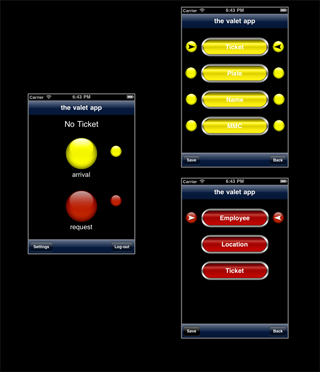 Carrier 6:43 PM
the valet app
No Ticket
arrival
request
Settings Log-out
Carrier 6:43 PM
the valet app
Ticket
Plate
Name
Save Back
Carrier 6:43 PM
the valet app
Employee
Location
Ticket
Save Back